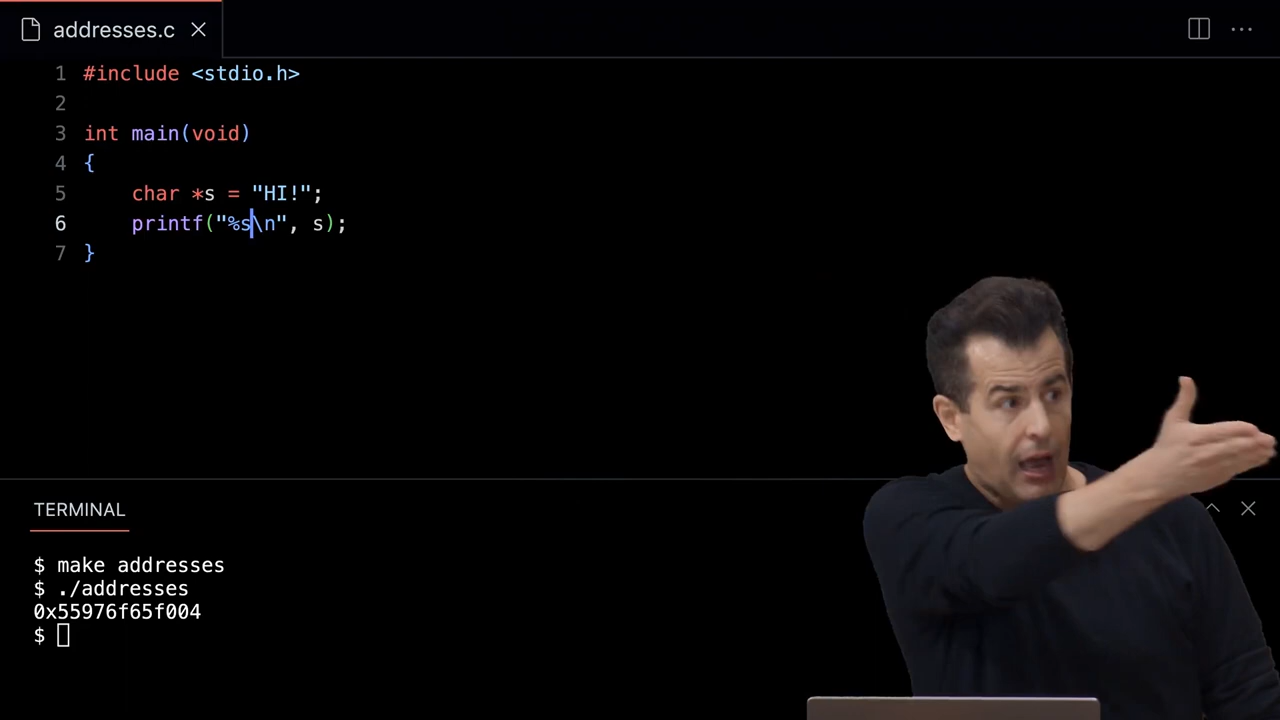 addresses.c
1 #include <stdio.h>
2
3 int main(void)
4 {
5     char *s = "HI!";
6     printf("%s\n", s);
7 }
TERMINAL
$ make addresses
$ ./addresses
0x55976f65f004
$